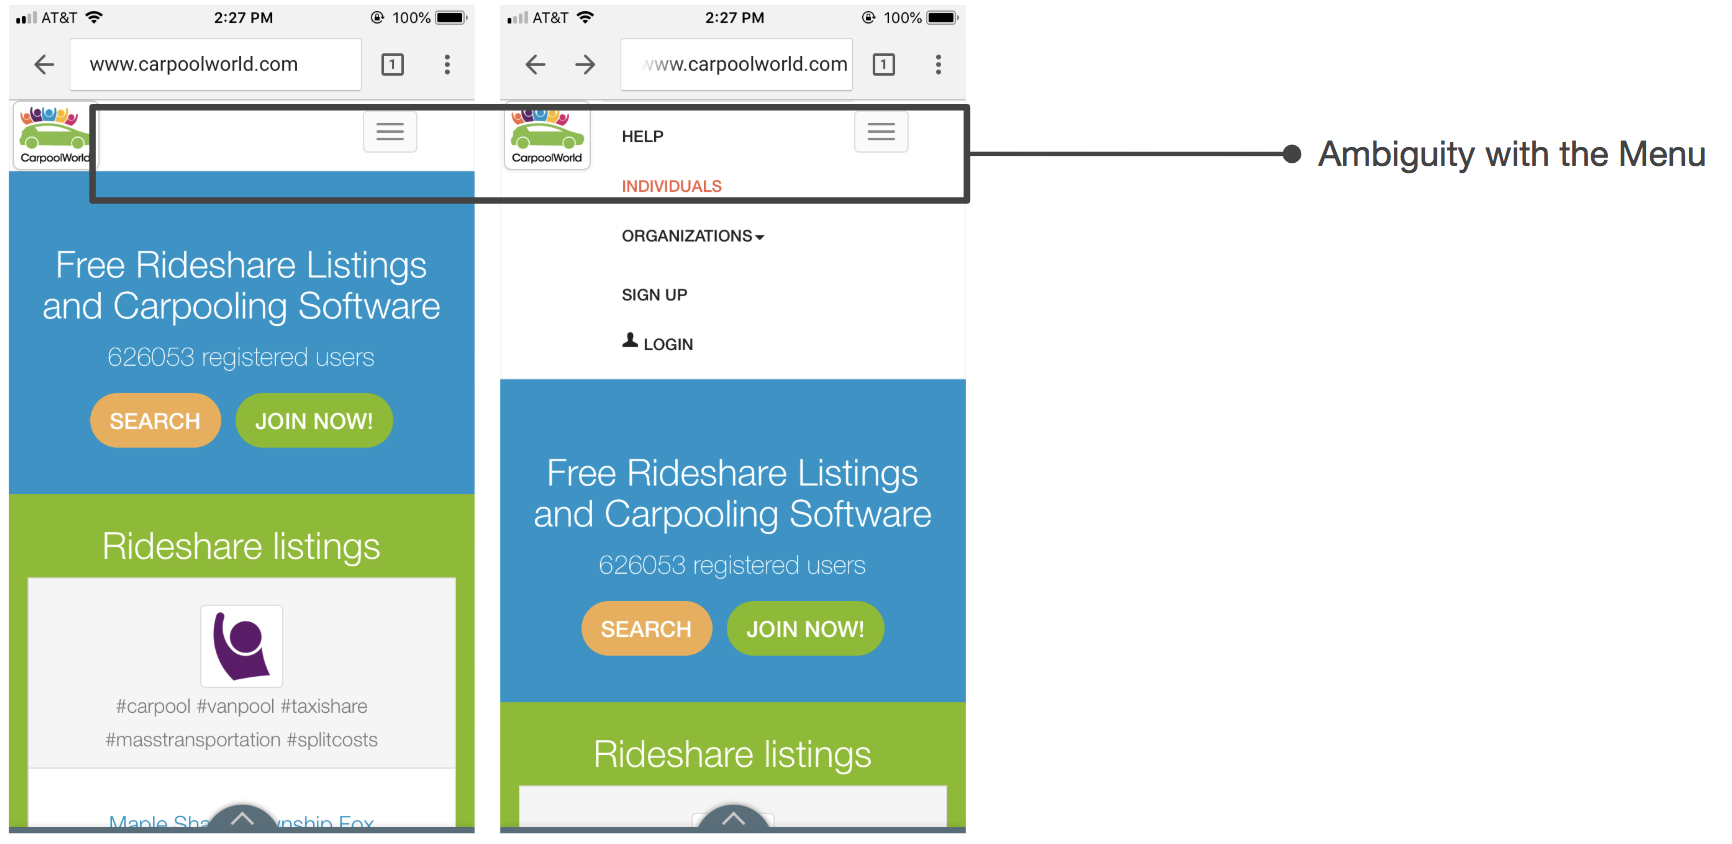 AT&T 2:27 PM 100%
www.carpoolworld.com 1
CarpoolWorld
Free Rideshare Listings
and Carpooling Software
626053 registered users
SEARCH JOIN NOW!
Rideshare listings
#carpool #vanpool #taxishare
#masstransportation #splitcosts
Maple Sha wnship Fox
AT&T 2:27 PM 100%
www.carpoolworld.com 1
CarpoolWorld
HELP
INDIVIDUALS
ORGANIZATIONS
SIGN UP
LOGIN
Free Rideshare Listings
and Carpooling Software
626053 registered users
SEARCH JOIN NOW!
Rideshare listings
Ambiguity with the Menu